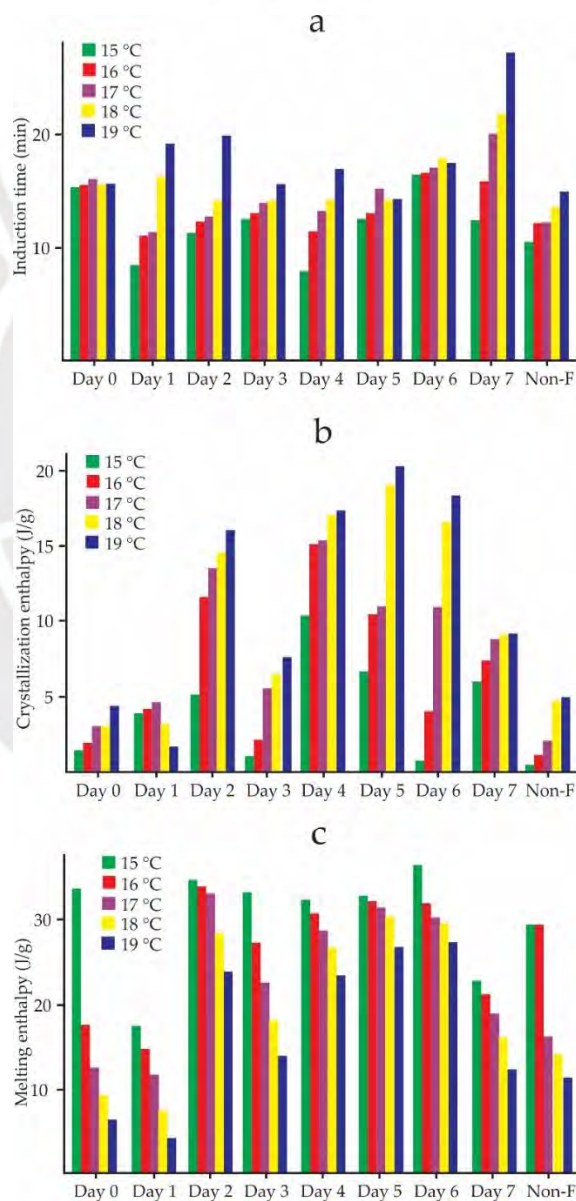 a
15 °C
16 °C
17 °C
18 °C
19 °C
Induction time (min)
20
10
Day 0 Day 1 Day 2 Day 3 Day 4 Day 5 Day 6 Day 7 Non-F
b
15 °C
16 °C
17 °C
18 °C
19 °C
Crystallization enthalpy (J/g)
20
15
10
5
Day 0 Day 1 Day 2 Day 3 Day 4 Day 5 Day 6 Day 7 Non-F
c
15 °C
16 °C
17 °C
18 °C
19 °C
Melting enthalpy (J/g)
30
20
10
Day 0 Day 1 Day 2 Day 3 Day 4 Day 5 Day 6 Day 7 Non-F